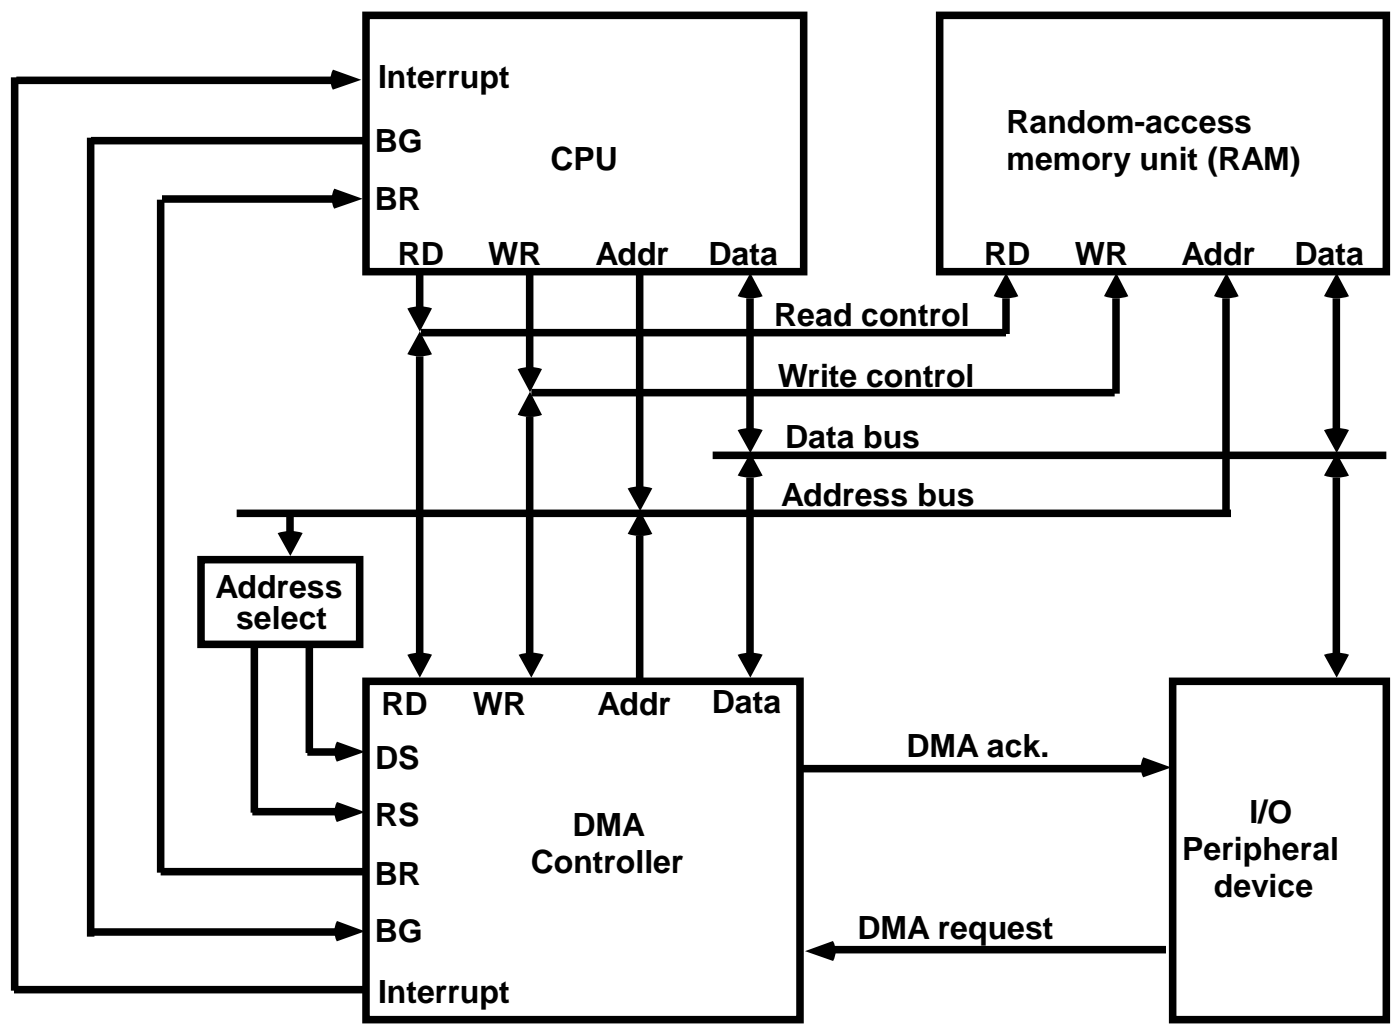 Interrupt
BG
CPU
BR
RD WR Addr Data
Random-access
memory unit (RAM)
RD WR Addr Data
Read control
Write control
Data bus
Address bus
Address
select
RD WR Addr Data
DS
RS
BR
BG
Interrupt
DMA
Controller
DMA ack.
DMA request
I/O
Peripheral
device